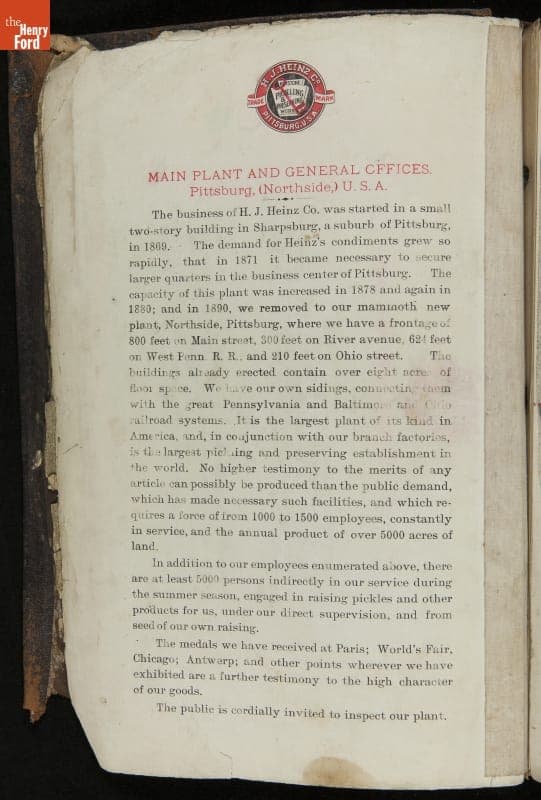 the
Henry
Ford
H. J. HEINZ CO.
KEYSTONE
PICKLING
&
PRESERVING
WORKS
TRADE MARK
PITTSBURG, U.S.A.
MAIN PLANT AND GENERAL OFFICES.
Pittsburg, (Northside,) U. S. A.
The business of H. J. Heinz Co. was started in a small
two-story building in Sharpsburg, a suburb of Pittsburg,
in 1869. The demand for Heinz's condiments grew so
rapidly, that in 1871 it became necessary to secure
larger quarters in the business center of Pittsburg. The
capacity of this plant was increased in 1878 and again in
1880; and in 1890, we removed to our mammoth new
plant, Northside, Pittsburg, where we have a frontage of
800 feet on Main street, 300 feet on River avenue, 624 feet
on West Penn. R. R., and 210 feet on Ohio street. The
buildings already erected contain over eight acres of
floor space. We have our own sidings, connecting them
with the great Pennsylvania and Baltimore and Ohio
railroad systems. It is the largest plant of its kind in
America, and, in conjunction with our branch factories,
is the largest pickling and preserving establishment in
the world. No higher testimony to the merits of any
article can possibly be produced than the public demand,
which has made necessary such facilities, and which re-
quires a force of from 1000 to 1500 employees, constantly
in service, and the annual product of over 5000 acres of
land.
In addition to our employees enumerated above, there
are at least 5000 persons indirectly in our service during
the summer season, engaged in raising pickles and other
products for us, under our direct supervision, and from
seed of our own raising.
The medals we have received at Paris; World's Fair,
Chicago; Antwerp; and other points wherever we have
exhibited are a further testimony to the high character
of our goods.
The public is cordially invited to inspect our plant.